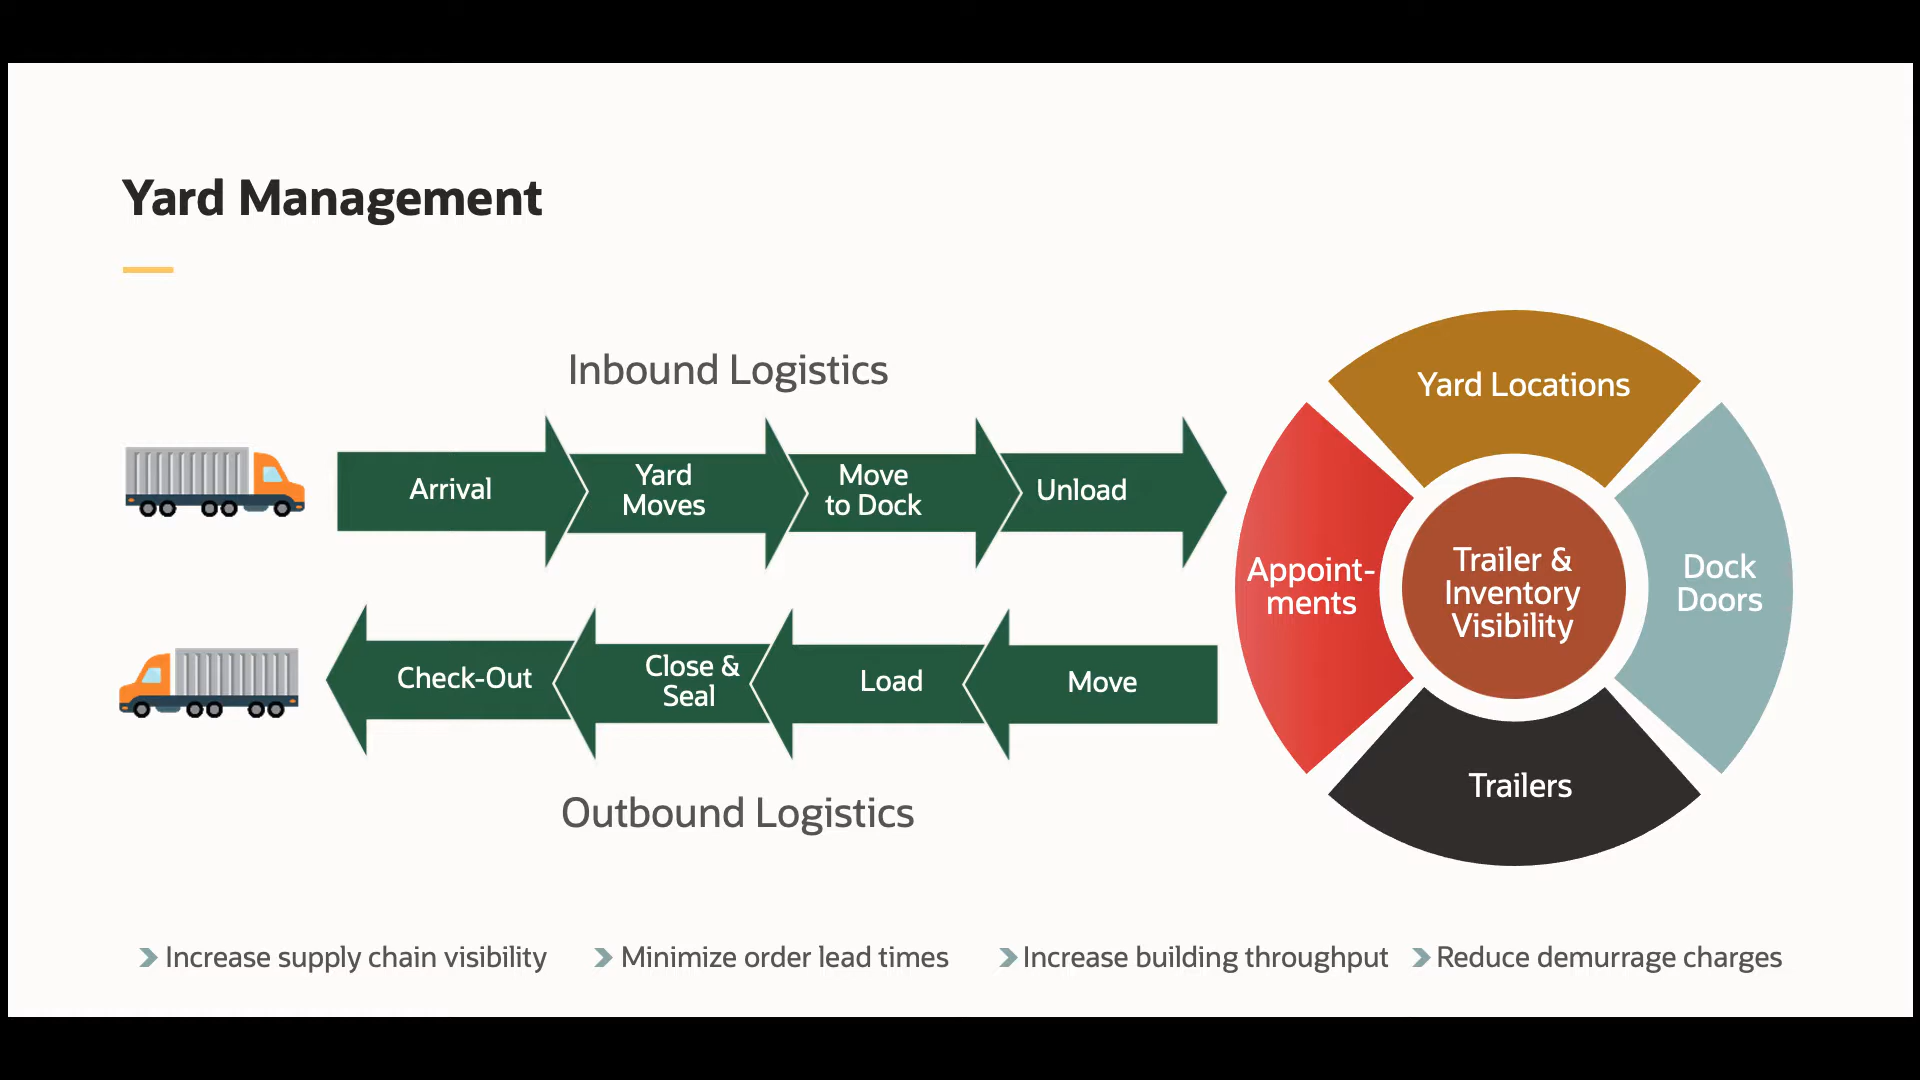 Yard Management
Inbound Logistics
Arrival
Yard
Moves
Move
to Dock
Unload
Check-Out
Close &
Seal
Load
Move
Outbound Logistics
Yard Locations
Appoint-
ments
Trailer &
Inventory
Visibility
Dock
Doors
Trailers
Increase supply chain visibility
Minimize order lead times
Increase building throughput
Reduce demurrage charges